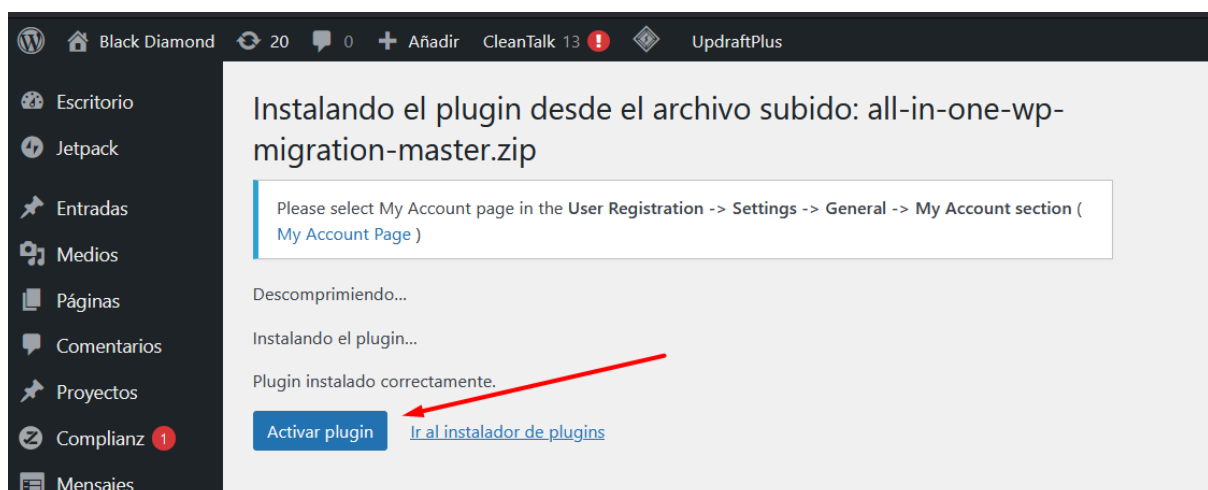 Black Diamond 20 0 + Añadir CleanTalk 13 ! UpdraftPlus
Escritorio
Jetpack
Entradas
Medios
Páginas
Comentarios
Proyectos
Complianz 1
Mensajes
Instalando el plugin desde el archivo subido: all-in-one-wp-
migration-master.zip
Please select My Account page in the User Registration -> Settings -> General -> My Account section (
My Account Page )
Descomprimiendo...
Instalando el plugin...
Plugin instalado correctamente.
Activar plugin Ir al instalador de plugins